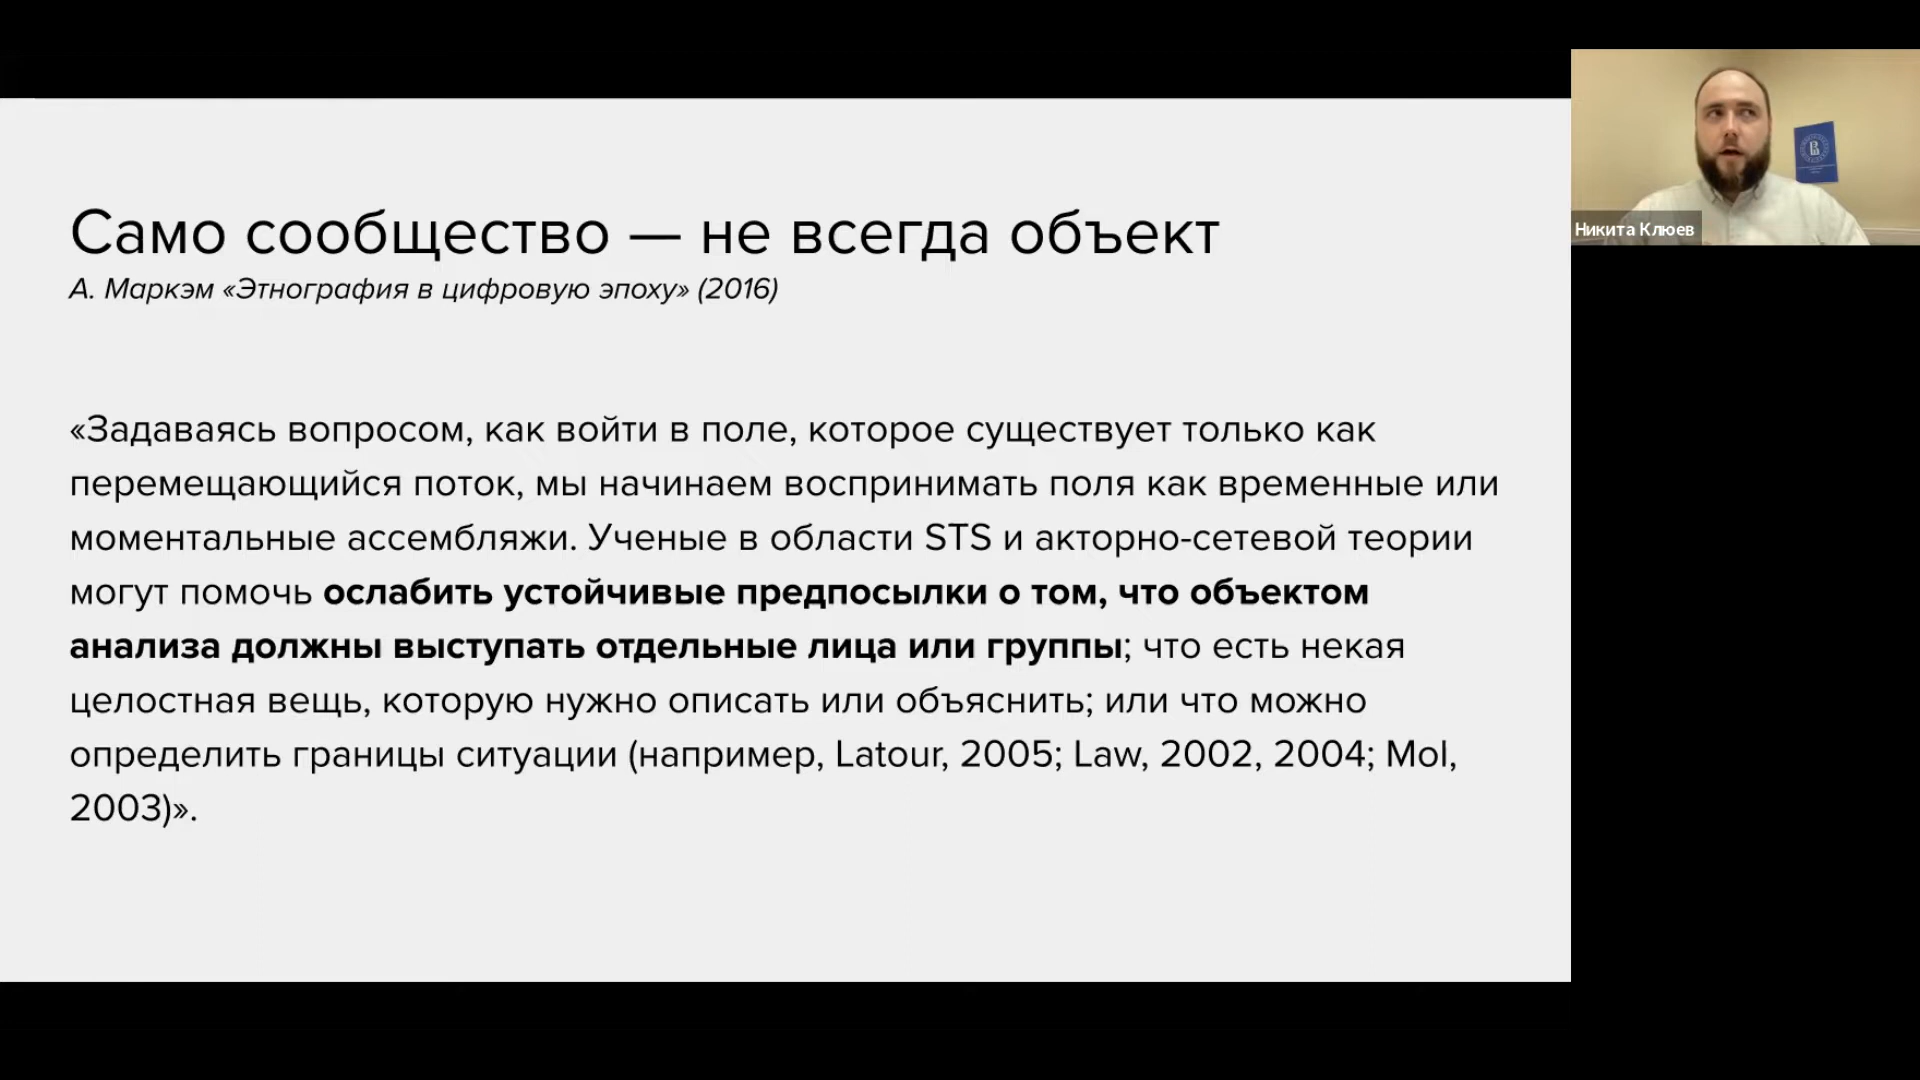 Само сообщество — не всегда объект
А. Маркэм «Этнография в цифровую эпоху» (2016)
«Задаваясь вопросом, как войти в поле, которое существует только как
перемещающийся поток, мы начинаем воспринимать поля как временные или
моментальные ассембляжи. Ученые в области STS и акторно-сетевой теории
могут помочь ослабить устойчивые предпосылки о том, что объектом
анализа должны выступать отдельные лица или группы; что есть некая
целостная вещь, которую нужно описать или объяснить; или что можно
определить границы ситуации (например, Latour, 2005; Law, 2002, 2004; Mol,
2003)».
Никита Клюев